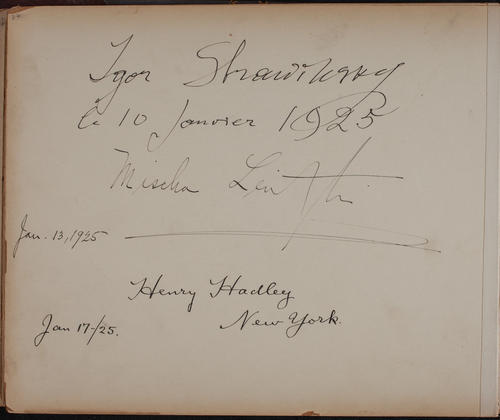 Igor Strawinsky
le 10 Janvier 1925
Mischa Levitzki
Jan. 13, 1925
Henry Hadley
New York.
Jan 17-/25.